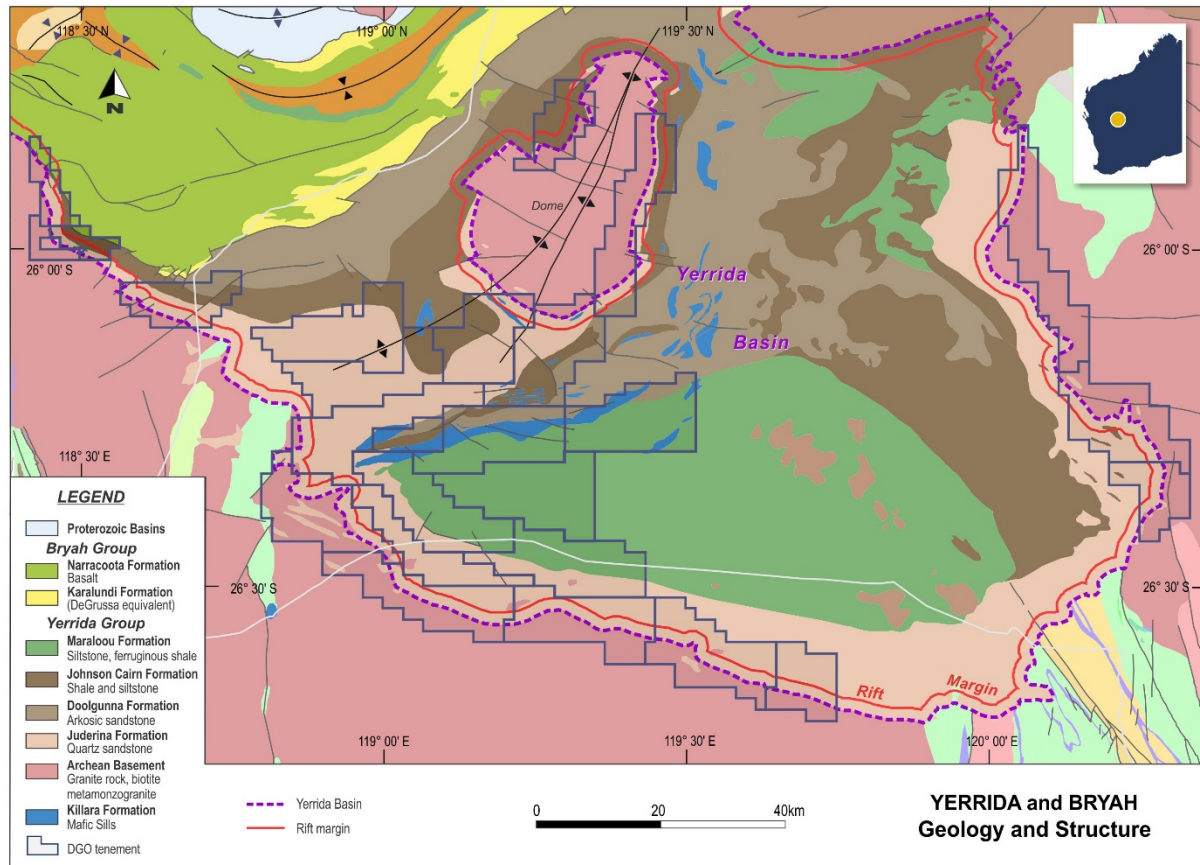 118° 30' N
119° 00' N
119° 30' N
N
Dome
26° 00' S
26° 00' S
Yerrida
Basin
118° 30' E
26° 30' S
26° 30' S
Rift Margin
119° 00' E
119° 30' E
120° 00' E
LEGEND
Proterozoic Basins
Bryah Group
Narracoota Formation
Basalt
Karalundi Formation
(DeGrussa equivalent)
Yerrida Group
Maraloou Formation
Siltstone, ferruginous shale
Johnson Cairn Formation
Shale and siltstone
Doolgunna Formation
Arkosic sandstone
Juderina Formation
Quartz sandstone
Archean Basement
Granite rock, biotite
metamonzogranite
Killara Formation
Mafic Sills
DGO tenement
Yerrida Basin
Rift margin
0 20 40km
YERRIDA and BRYAH
Geology and Structure